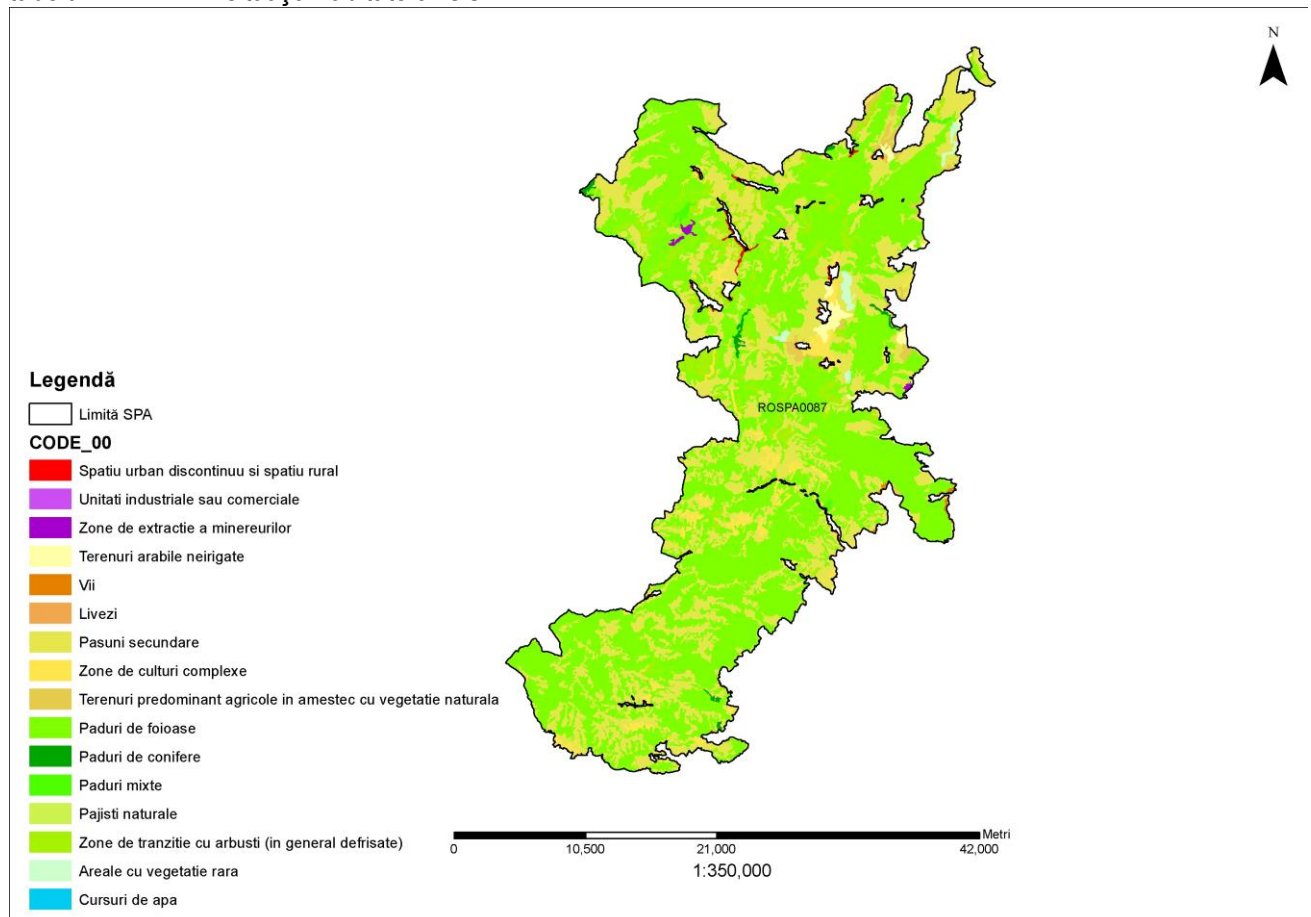 N
ROSPA0087
Legendă
Limită SPA
CODE_00
Spatiu urban discontinuu si spatiu rural
Unitati industriale sau comerciale
Zone de extractie a minereurilor
Terenuri arabile neirigate
Vii
Livezi
Pasuni secundare
Zone de culturi complexe
Terenuri predominant agricole in amestec cu vegetatie naturala
Paduri de foioase
Paduri de conifere
Paduri mixte
Pajisti naturale
Zone de tranzitie cu arbusti (in general defrisate)
Areale cu vegetatie rara
Cursuri de apa
Metri
0 10,500 21,000 42,000
1:350,000